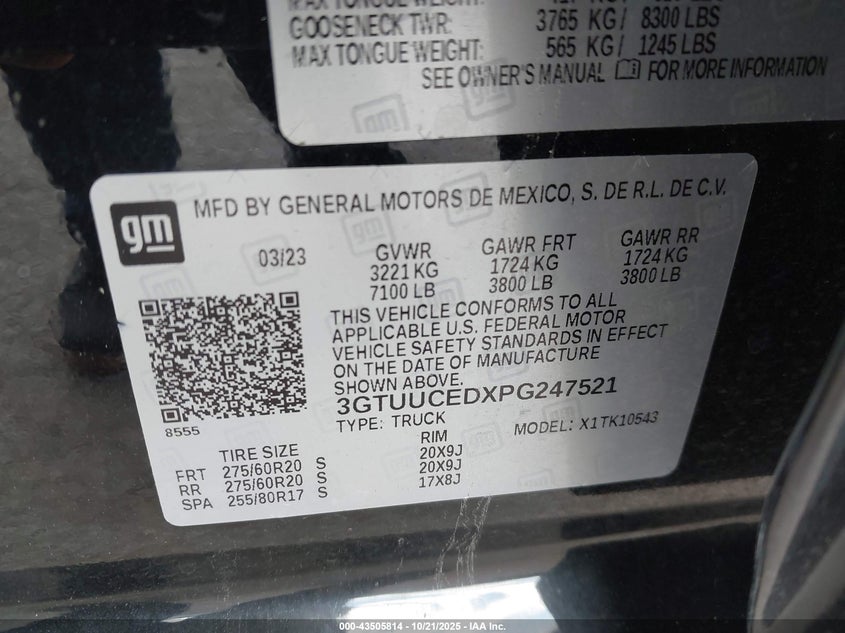 GOOSENECK TWR: 3765 KG / 8300 LBS
MAX TONGUE WEIGHT: 565 KG / 1245 LBS
SEE OWNER'S MANUAL FOR MORE INFORMATION
gm
MFD BY GENERAL MOTORS DE MEXICO, S. DE R.L. DE C.V.
03/23
GVWR GAWR FRT GAWR RR
3221 KG 1724 KG 1724 KG
7100 LB 3800 LB 3800 LB
THIS VEHICLE CONFORMS TO ALL
APPLICABLE U.S. FEDERAL MOTOR
VEHICLE SAFETY STANDARDS IN EFFECT
ON THE DATE OF MANUFACTURE
SHOWN ABOVE.
3GTUUCEDXPG247521
TYPE: TRUCK MODEL: X1TK10543
8555
TIRE SIZE RIM
FRT 275/60R20 S 20X9J
RR 275/60R20 S 20X9J
SPA 255/80R17 S 17X8J
000-43505814 - 10/21/2025 - IAA Inc.